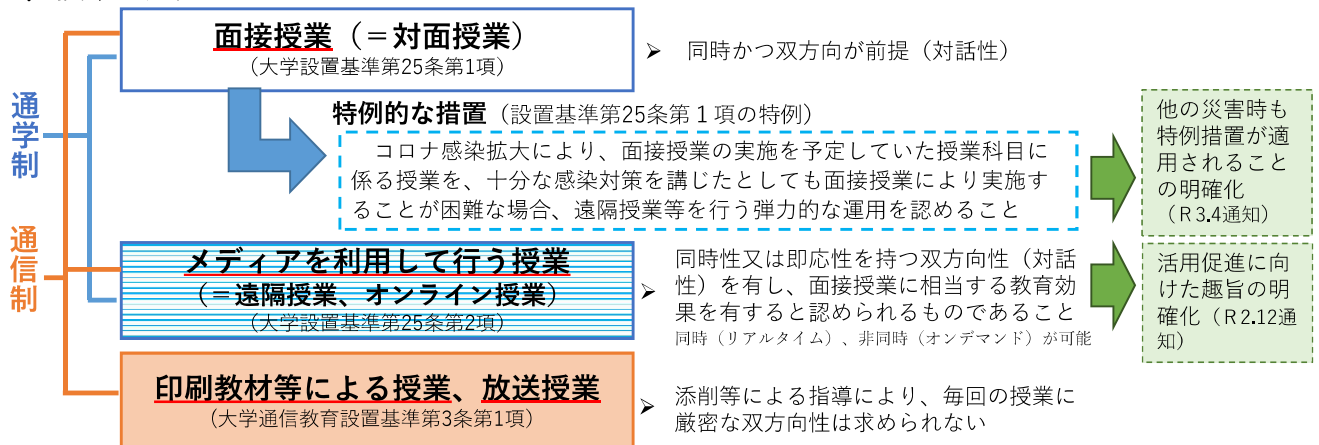 面接授業（＝対面授業）
（大学設置基準第25条第1項）
➢ 同時かつ双方向が前提（対話性）
通学制
通信制
特例的な措置（設置基準第25条第１項の特例）
コロナ感染拡大により、面接授業の実施を予定していた授業科目に
係る授業を、十分な感染対策を講じたとしても面接授業により実施す
ることが困難な場合、遠隔授業等を行う弾力的な運用を認めること
他の災害時も
特例措置が適
用されること
の明確化
（Ｒ3.4通知）
メディアを利用して行う授業
（＝遠隔授業、オンライン授業）
（大学設置基準第25条第2項）
➢ 同時性又は即応性を持つ双方向性（対話
性）を有し、面接授業に相当する教育効
果を有すると認められるものであること
同時（リアルタイム）、非同時（オンデマンド）が可能
活用促進に向
けた趣旨の明
確化（Ｒ2.12通
知）
印刷教材等による授業、放送授業
（大学通信教育設置基準第3条第1項）
➢ 添削等による指導により、毎回の授業に
厳密な双方向性は求められない